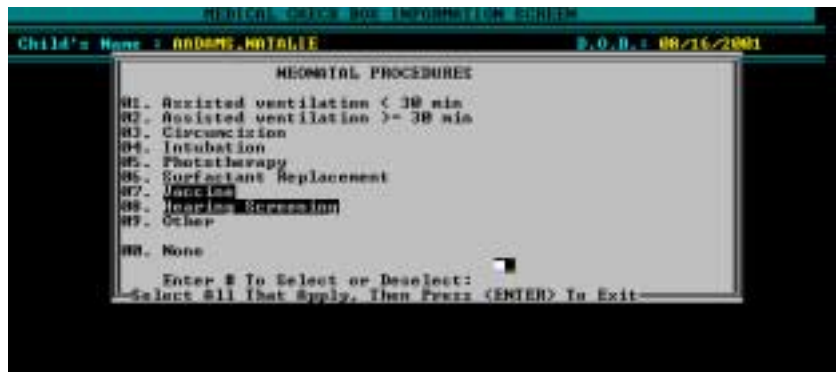 MEDICAL CHECK BOX INFORMATION SCREEN
Child's Name : AADAMS,NATALIE D.O.B.: 08/16/2001
NEONATAL PROCEDURES
01. Assisted ventilation < 30 min
02. Assisted ventilation >= 30 min
03. Circumcision
04. Intubation
05. Phototherapy
06. Surfactant Replacement
07. Vaccine
08. Hearing Screening
09. Other
00. None
Enter # To Select or Deselect:
Select All That Apply, Then Press <ENTER> To Exit